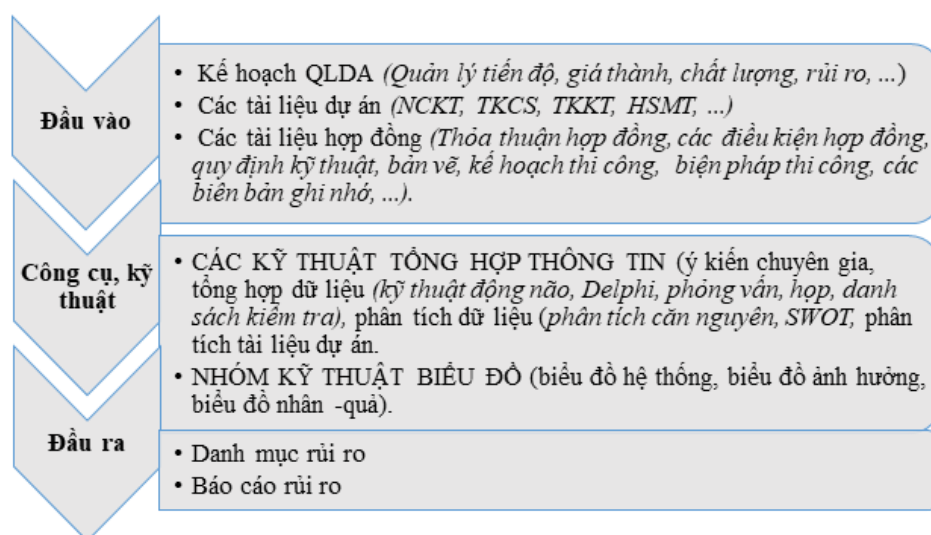 Đầu vào
• Kế hoạch QLDA (Quản lý tiến độ, giá thành, chất lượng, rủi ro, ...)
• Các tài liệu dự án (NCKT, TKCS, TKKT, HSMT, ...)
• Các tài liệu hợp đồng (Thỏa thuận hợp đồng, các điều kiện hợp đồng,
quy định kỹ thuật, bản vẽ, kế hoạch thi công, biện pháp thi công, các
biên bản ghi nhớ, ...).
Công cụ, kỹ
thuật
• CÁC KỸ THUẬT TỔNG HỢP THÔNG TIN (ý kiến chuyên gia,
tổng hợp dữ liệu (kỹ thuật động não, Delphi, phỏng vấn, họp, danh
sách kiểm tra), phân tích dữ liệu (phân tích căn nguyên, SWOT, phân
tích tài liệu dự án.
• NHÓM KỸ THUẬT BIỂU ĐỒ (biểu đồ hệ thống, biểu đồ ảnh hưởng,
biểu đồ nhân -quả).
Đầu ra
• Danh mục rủi ro
• Báo cáo rủi ro